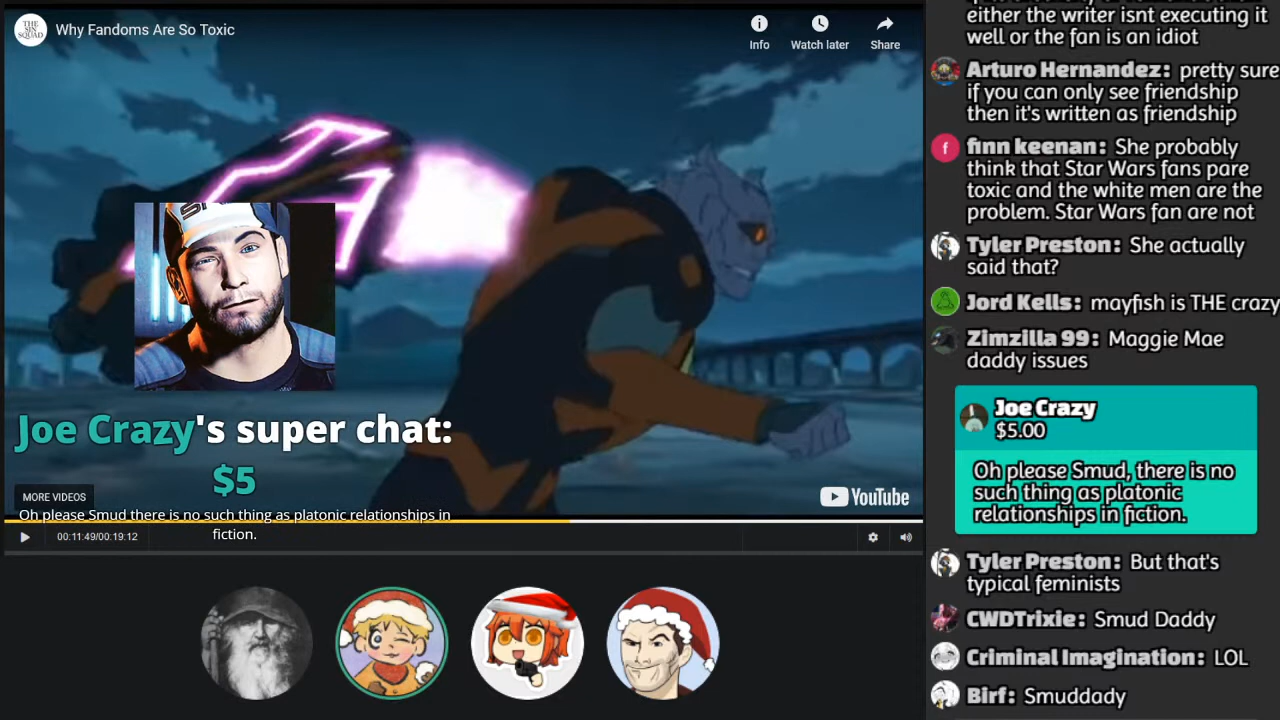 THE
SIN
SQUAD
Why Fandoms Are So Toxic
Info
Watch later
Share
Joe Crazy's super chat:
$5
MORE VIDEOS
YouTube
Oh please Smud there is no such thing as platonic relationships in
fiction.
00:11:49/00:19:12
either the writer isnt executing it
well or the fan is an idiot
Arturo Hernandez: pretty sure
if you can only see friendship
then it's written as friendship
f
finn keenan: She probably
think that Star Wars fans pare
toxic and the white men are the
problem. Star Wars fan are not
Tyler Preston: She actually
said that?
Jord Kells: mayfish is THE crazy
Zimzilla 99: Maggie Mae
daddy issues
Joe Crazy
$5.00
Oh please Smud, there is no
such thing as platonic
relationships in fiction.
Tyler Preston: But that's
typical feminists
CWDTrixie: Smud Daddy
Criminal Imagination: LOL
Birf: Smuddady